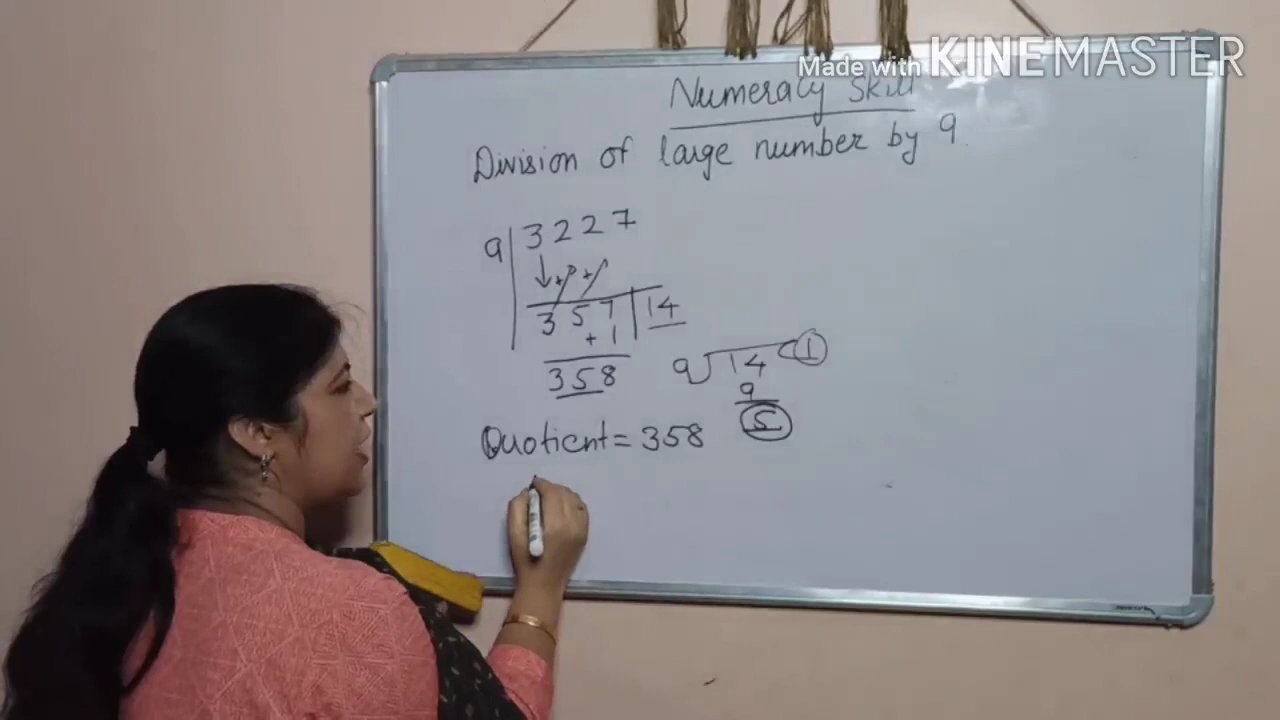 Made with KINEMASTER
Numeracy Skill
Division of large number by 9
9 3 2 2 7
+ +
3 5 7 14
+ 1
3 5 8
9 14 1
9
5
Quotient = 358